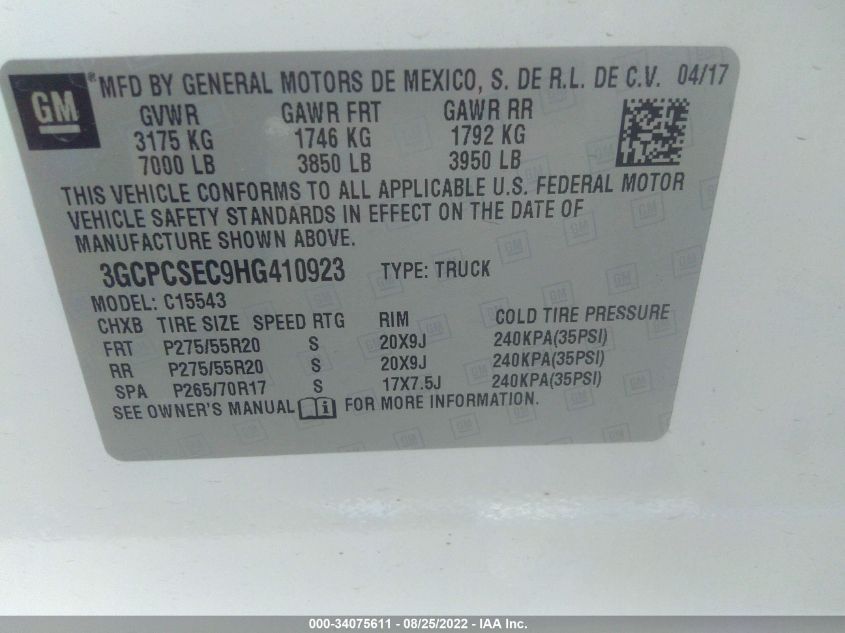 GM ® MFD BY GENERAL MOTORS DE MEXICO, S. DE R.L. DE C.V. 04/17
GVWR GAWR FRT GAWR RR
3175 KG 1746 KG 1792 KG
7000 LB 3850 LB 3950 LB
THIS VEHICLE CONFORMS TO ALL APPLICABLE U.S. FEDERAL MOTOR
VEHICLE SAFETY STANDARDS IN EFFECT ON THE DATE OF
MANUFACTURE SHOWN ABOVE.
3GCPCSEC9HG410923 TYPE: TRUCK
MODEL: C15543
CHXB TIRE SIZE SPEED RTG RIM COLD TIRE PRESSURE
FRT P275/55R20 S 20X9J 240KPA(35PSI)
RR P275/55R20 S 20X9J 240KPA(35PSI)
SPA P265/70R17 S 17X7.5J 240KPA(35PSI)
SEE OWNER'S MANUAL FOR MORE INFORMATION.
000-34075611 - 08/25/2022 - IAA Inc.